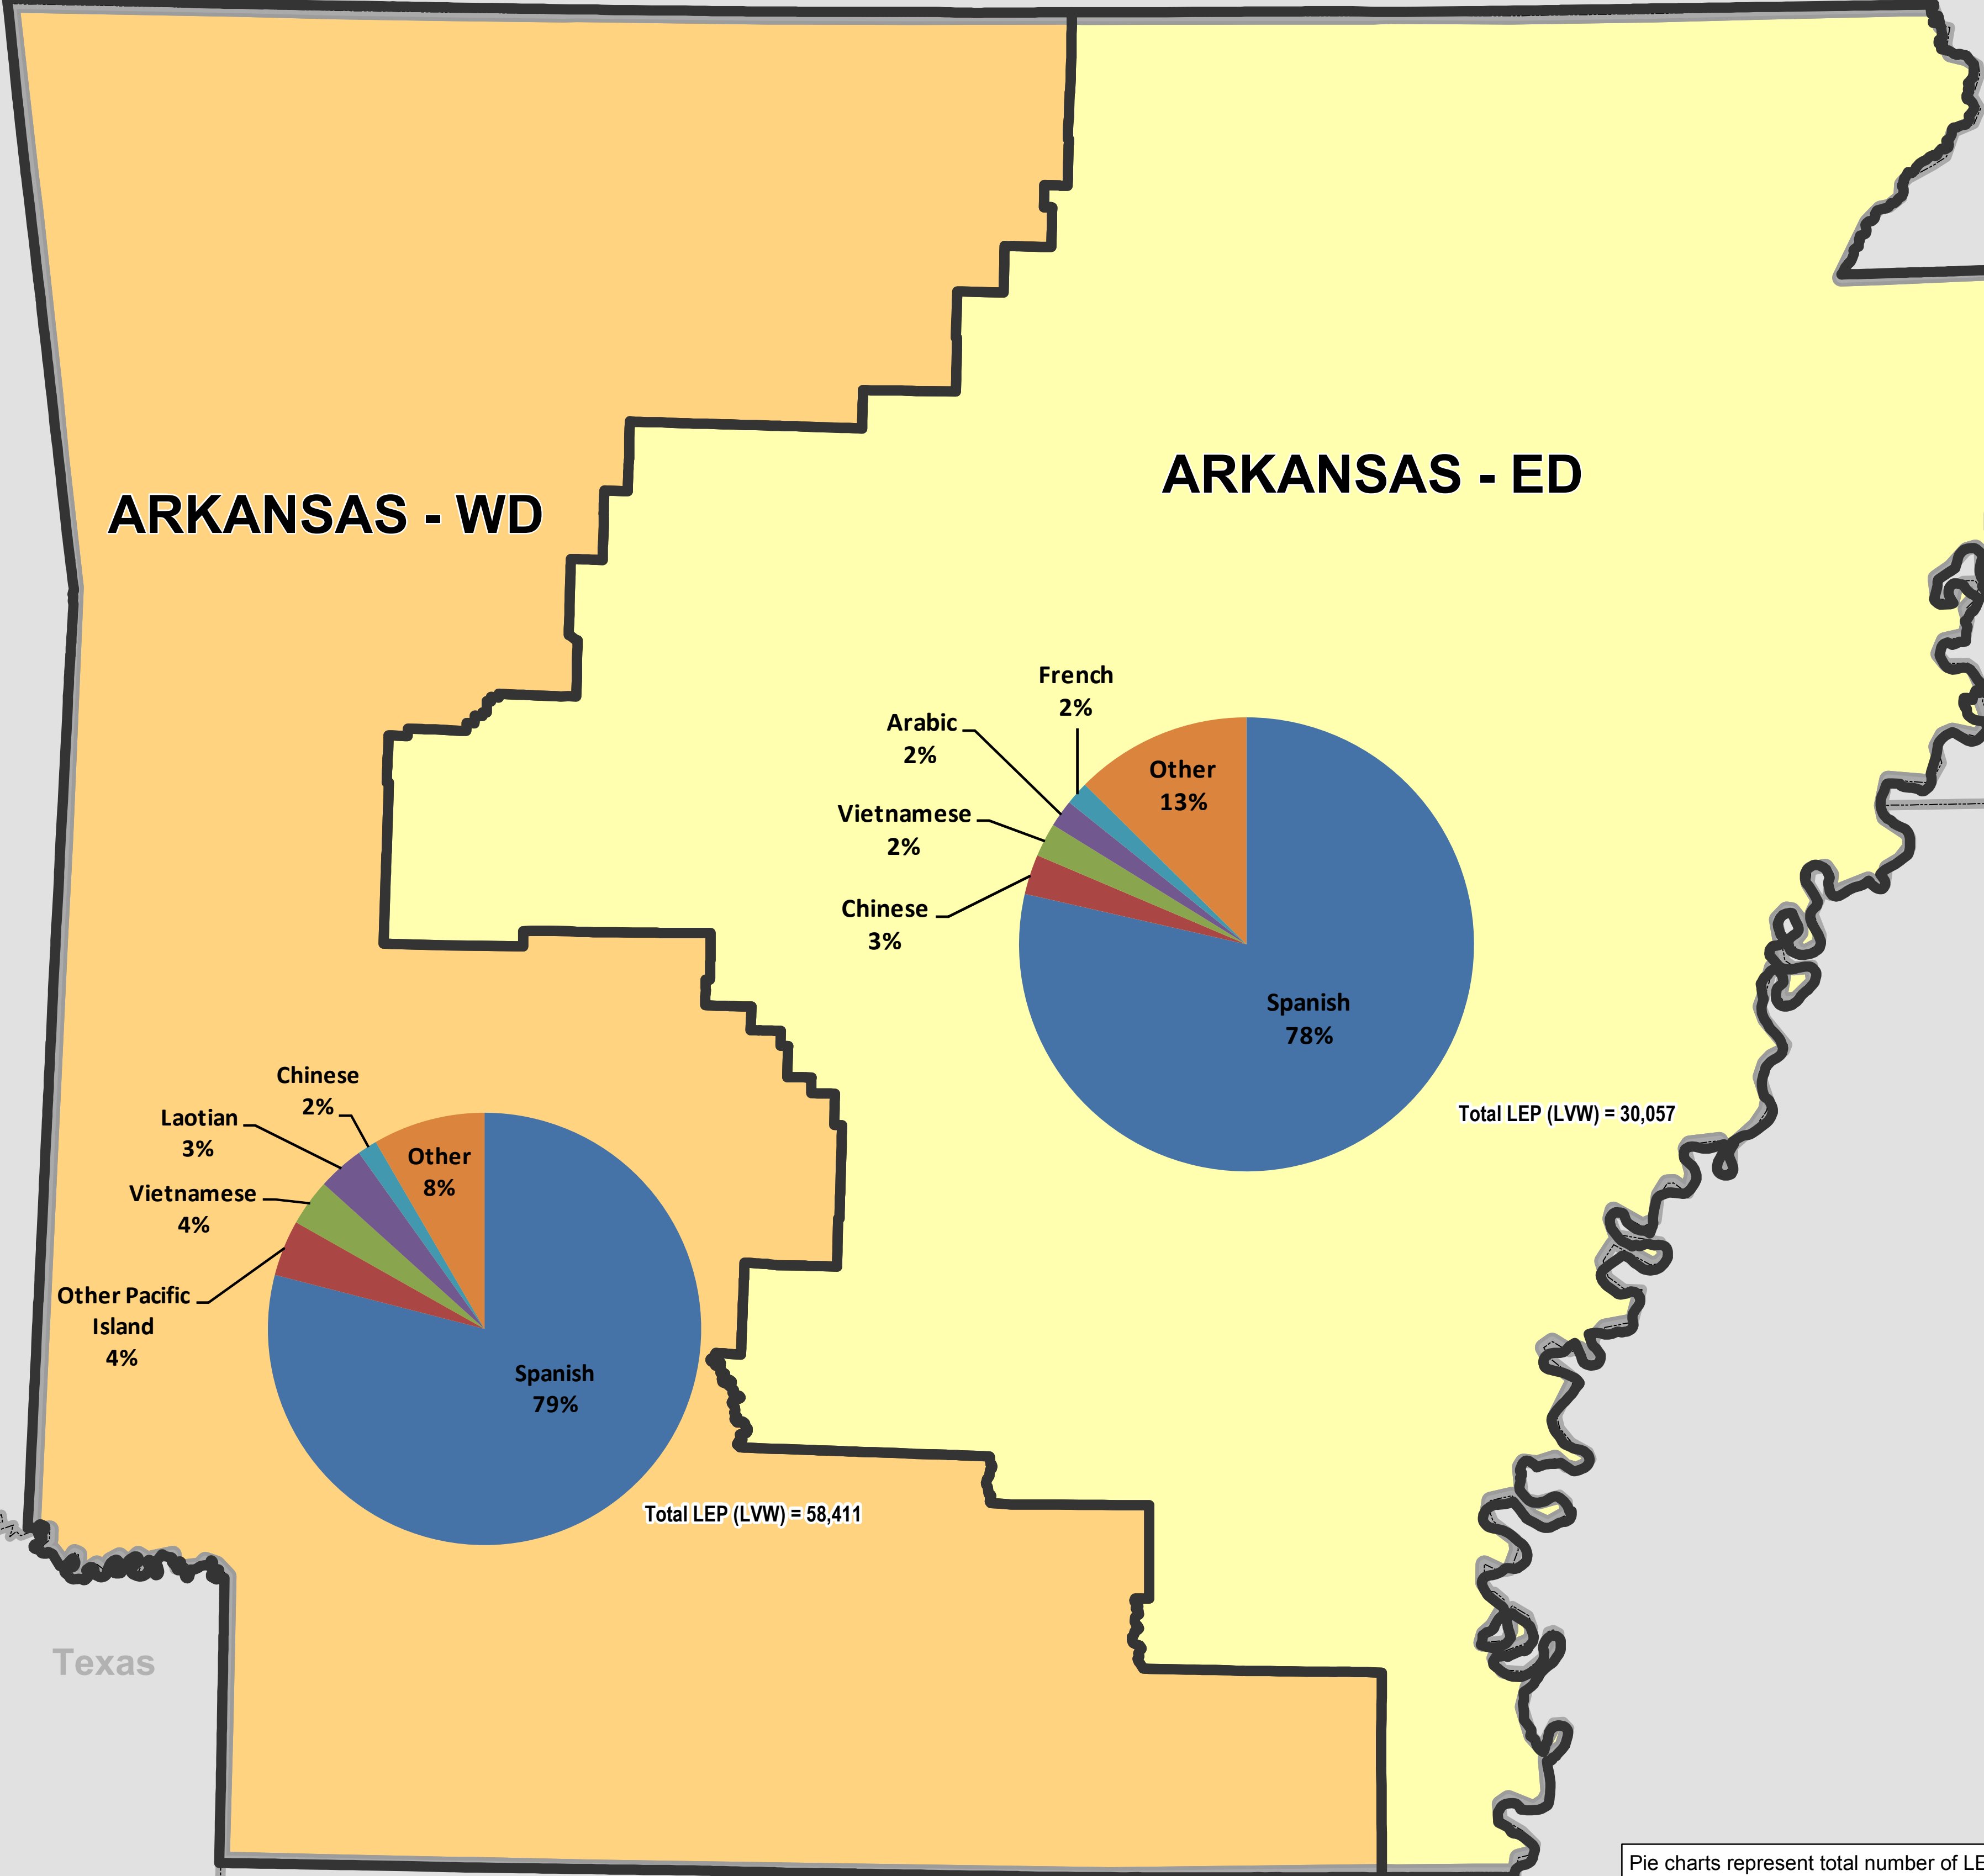 ARKANSAS - ED
ARKANSAS - WD
French
2%
Arabic
2%
Other
13%
Vietnamese
2%
Chinese
3%
Spanish
78%
Total LEP (LVW) = 30,057
Chinese
2%
Laotian
3%
Other
8%
Vietnamese
4%
Other Pacific
Island
4%
Spanish
79%
Total LEP (LVW) = 58,411
Texas
Pie charts represent total number of LE